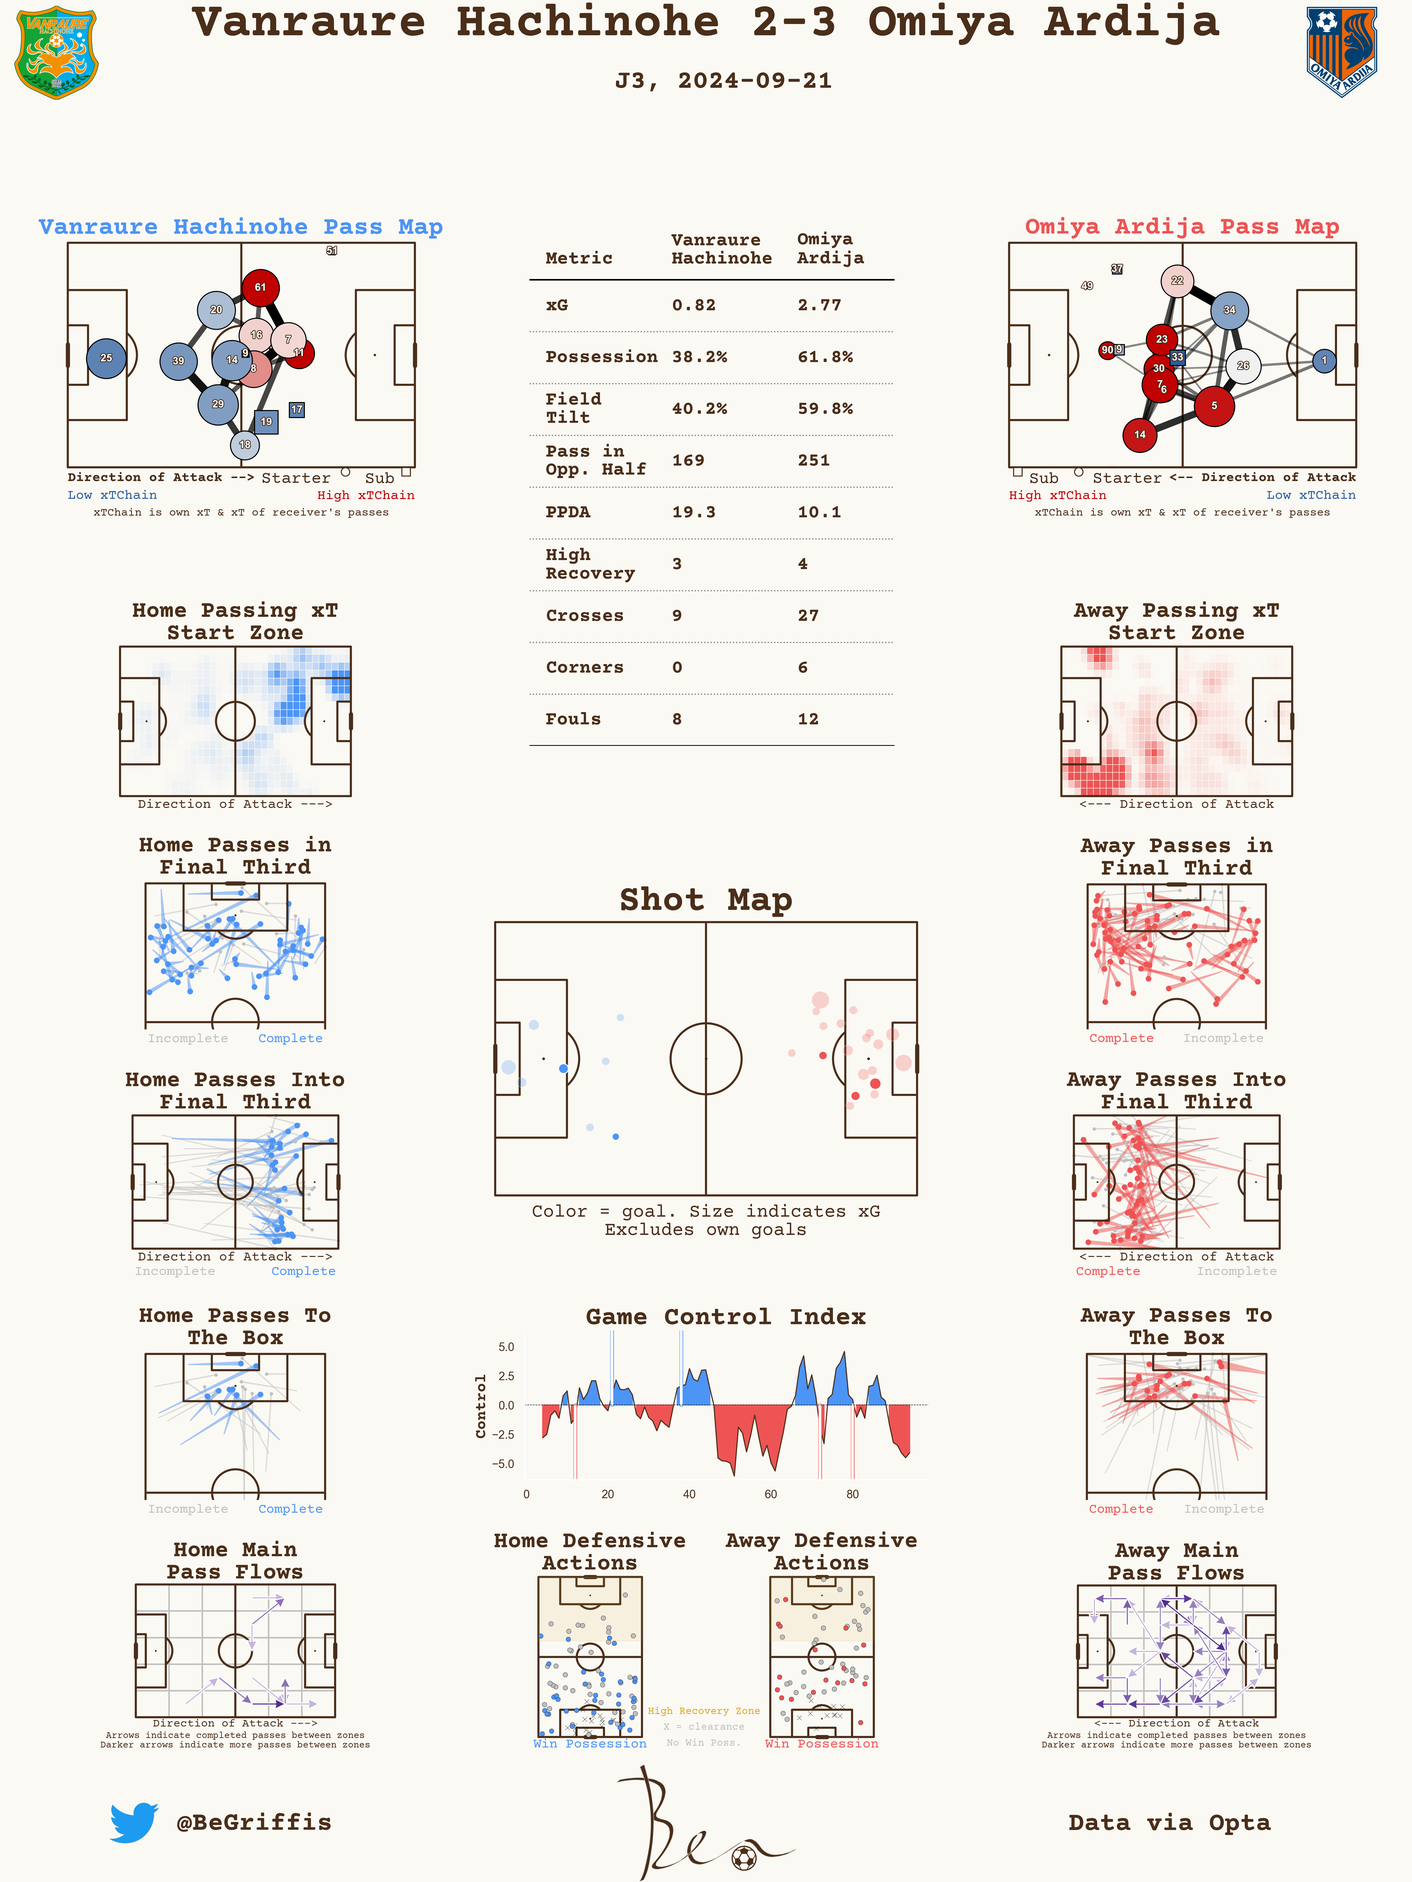 Vanraure Hachinohe 2-3 Omiya Ardija
J3, 2024-09-21
VANRAURE
HACHINOHE
OMIYA ARDIJA
Vanraure Hachinohe Pass Map
51
61
20
16
7
11
25
39
14
9
8
29
19
17
18
Direction of Attack --> Starter Sub
Low xTChain High xTChain
xTChain is own xT & xT of receiver's passes
Metric Vanraure Hachinohe Omiya Ardija
xG 0.82 2.77
Possession 38.2% 61.8%
Field Tilt 40.2% 59.8%
Pass in Opp. Half 169 251
PPDA 19.3 10.1
High Recovery 3 4
Crosses 9 27
Corners 0 6
Fouls 8 12
Omiya Ardija Pass Map
37
49
22
34
23
90
9
33
30
26
1
7
6
5
14
Sub Starter <-- Direction of Attack
High xTChain Low xTChain
xTChain is own xT & xT of receiver's passes
Home Passing xT
Start Zone
Direction of Attack --->
Away Passing xT
Start Zone
<--- Direction of Attack
Home Passes in
Final Third
Incomplete Complete
Away Passes in
Final Third
Complete Incomplete
Shot Map
Color = goal. Size indicates xG
Excludes own goals
Home Passes Into
Final Third
Direction of Attack --->
Incomplete Complete
Away Passes Into
Final Third
<--- Direction of Attack
Complete Incomplete
Home Passes To
The Box
Incomplete Complete
Game Control Index
Control
5.0
2.5
0.0
−2.5
−5.0
0 20 40 60 80
Away Passes To
The Box
Complete Incomplete
Home Main
Pass Flows
Direction of Attack --->
Arrows indicate completed passes between zones
Darker arrows indicate more passes between zones
Home Defensive
Actions
Win Possession
High Recovery Zone
X = clearance
No Win Poss.
Away Defensive
Actions
Win Possession
Away Main
Pass Flows
<--- Direction of Attack
Arrows indicate completed passes between zones
Darker arrows indicate more passes between zones
@BeGriffis
Ben
Data via Opta